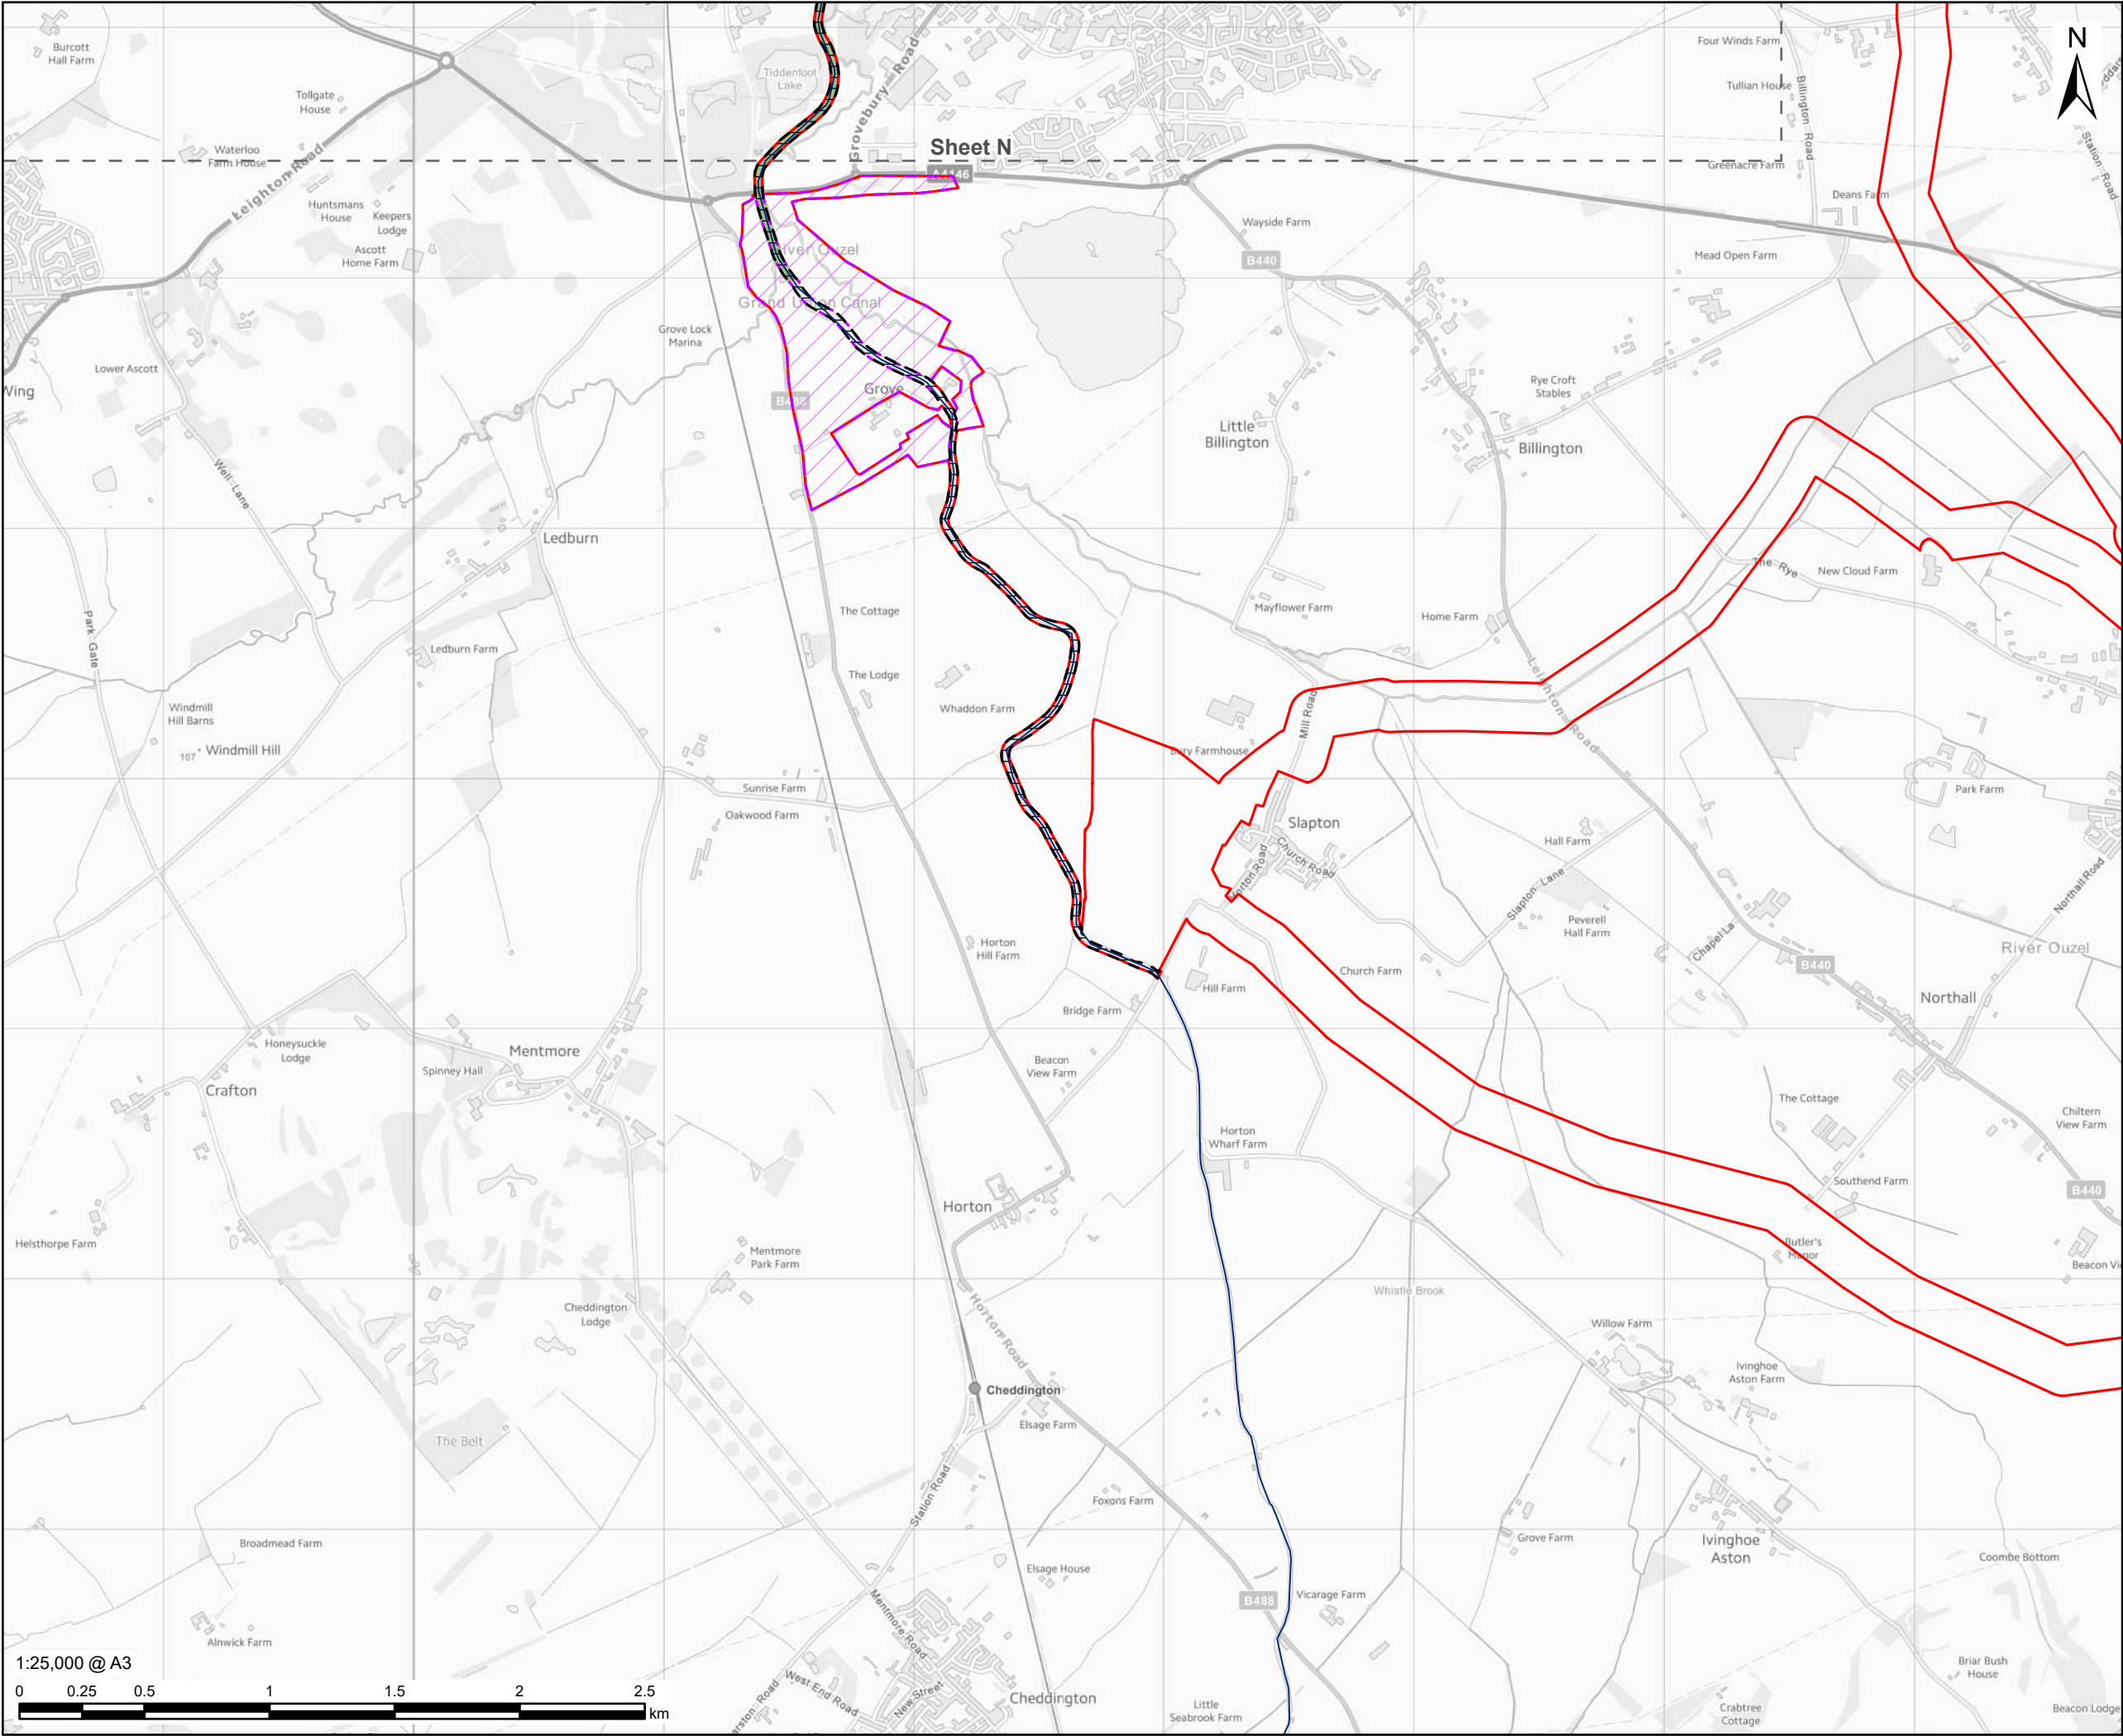 Burcott
Hall Farm
Tollgate
House
Tiddenfoot
Lake
Grovebury Road
Four Winds Farm
Tullian House
Billington Road
N
Station Road
Waterloo
Farm House
Leighton Road
Sheet N
A4146
Greenacre Farm
Huntsmans
House
Keepers
Lodge
Ascott
Home Farm
Deans Farm
Wayside Farm
B440
Mead Open Farm
River Ouzel
Grand Union Canal
Grove Lock
Marina
Lower Ascott
Wing
Grove
B488
Rye Croft
Stables
Little
Billington
Billington
Well Lane
Ledburn
The Rye
New Cloud Farm
Park Gate
The Cottage
Mayflower Farm
Home Farm
Ledburn Farm
The Lodge
Leighton Road
Windmill
Hill Barns
Whaddon Farm
Mill Road
107
Windmill Hill
Bury Farmhouse
Sunrise Farm
Park Farm
Oakwood Farm
Slapton
Hall Farm
Church Road
Horton Road
Slapton Lane
Northall Road
Peverell
Hall Farm
Chapel La
Horton
Hill Farm
River Ouzel
Church Farm
B440
Hill Farm
Northall
Bridge Farm
Honeysuckle
Lodge
Mentmore
Spinney Hall
Beacon
View Farm
Crafton
The Cottage
Chiltern
View Farm
Horton
Wharf Farm
Southend Farm
B440
Horton
Helsthorpe Farm
Mentmore
Park Farm
Butler's
Manor
Beacon Vi
Whistle Brook
Cheddington
Lodge
Horton Road
Willow Farm
Ivinghoe
Aston Farm
Cheddington
Elsage Farm
The Belt
Station Road
Foxons Farm
Broadmead Farm
Grove Farm
Ivinghoe
Aston
Coombe Bottom
Elsage House
B488
Vicarage Farm
Mentmore Road
Alnwick Farm
1:25,000 @ A3
0 0.25 0.5 1 1.5 2 2.5
km
West End Road
New Street
arston Road
Cheddington
Little
Seabrook Farm
Briar Bush
House
Crabtree
Cottage
Beacon Lodge